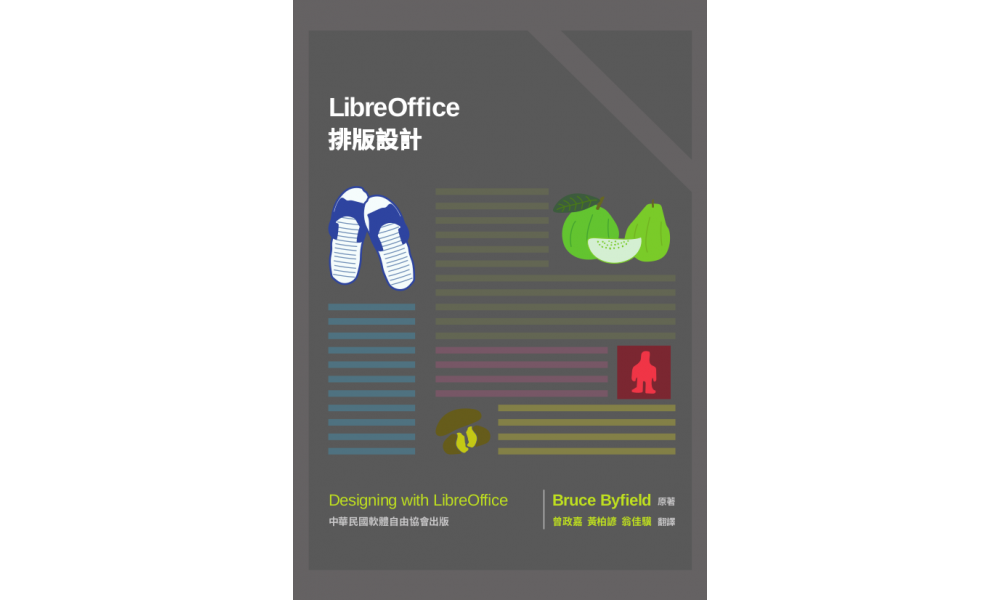 LibreOffice
排版設計
Designing with LibreOffice
中華民國軟體自由協會出版
Bruce Byfield 原著
曾政嘉 黃柏諺 翁佳驥 翻譯